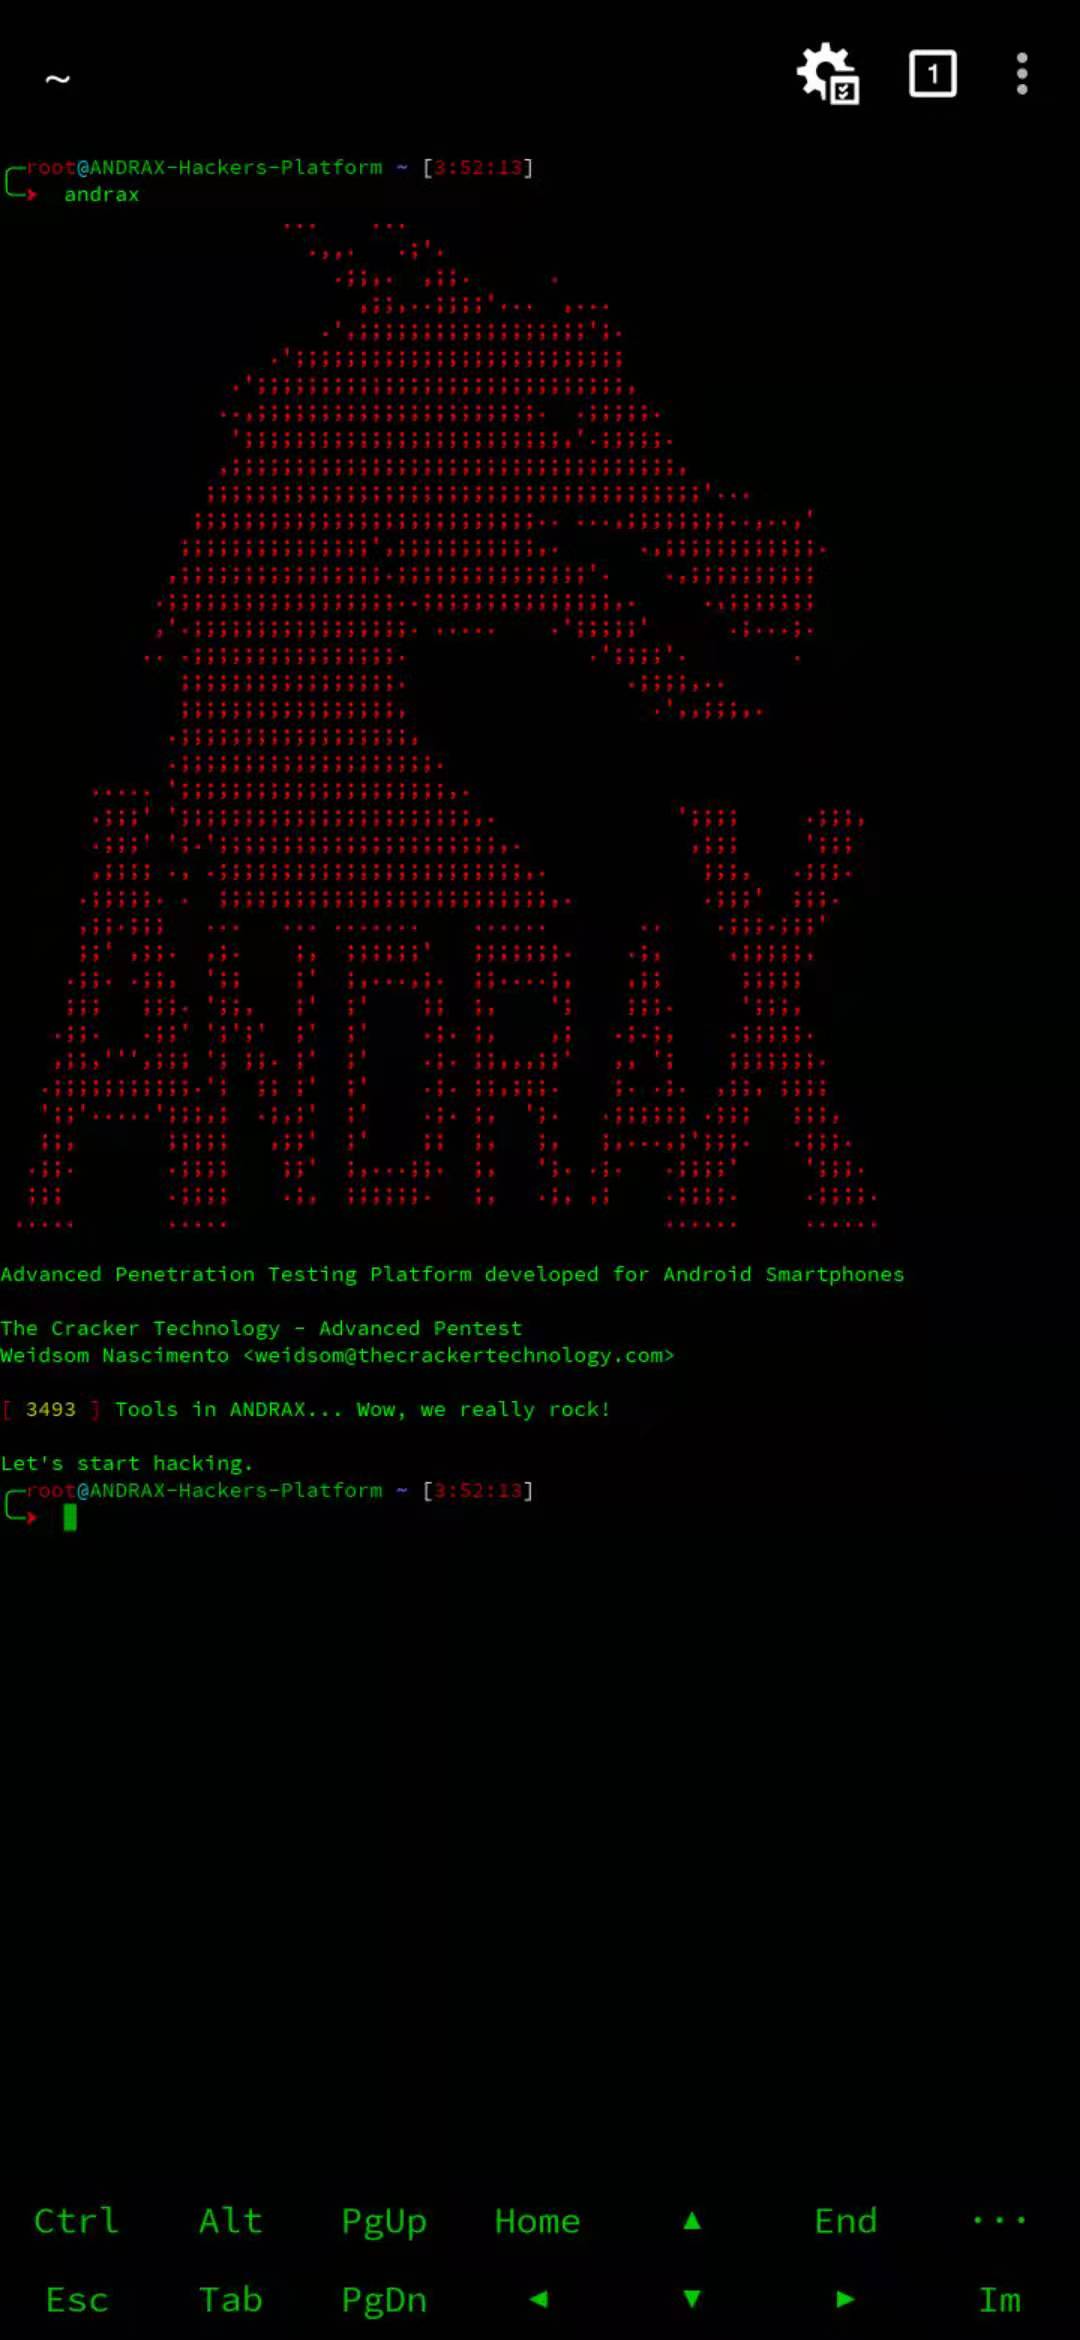 ~
1
root@ANDRAX-Hackers-Platform ~ [3:52:13]
andrax
ANDRAX
Advanced Penetration Testing Platform developed for Android Smartphones
The Cracker Technology - Advanced Pentest
Weidsom Nascimento <weidsom@thecrackertechnology.com>
[ 3493 ] Tools in ANDRAX... Wow, we really rock!
Let's start hacking.
root@ANDRAX-Hackers-Platform ~ [3:52:13]
Ctrl Alt PgUp Home ▲ End ...
Esc Tab PgDn ◄ ▼ ► Im